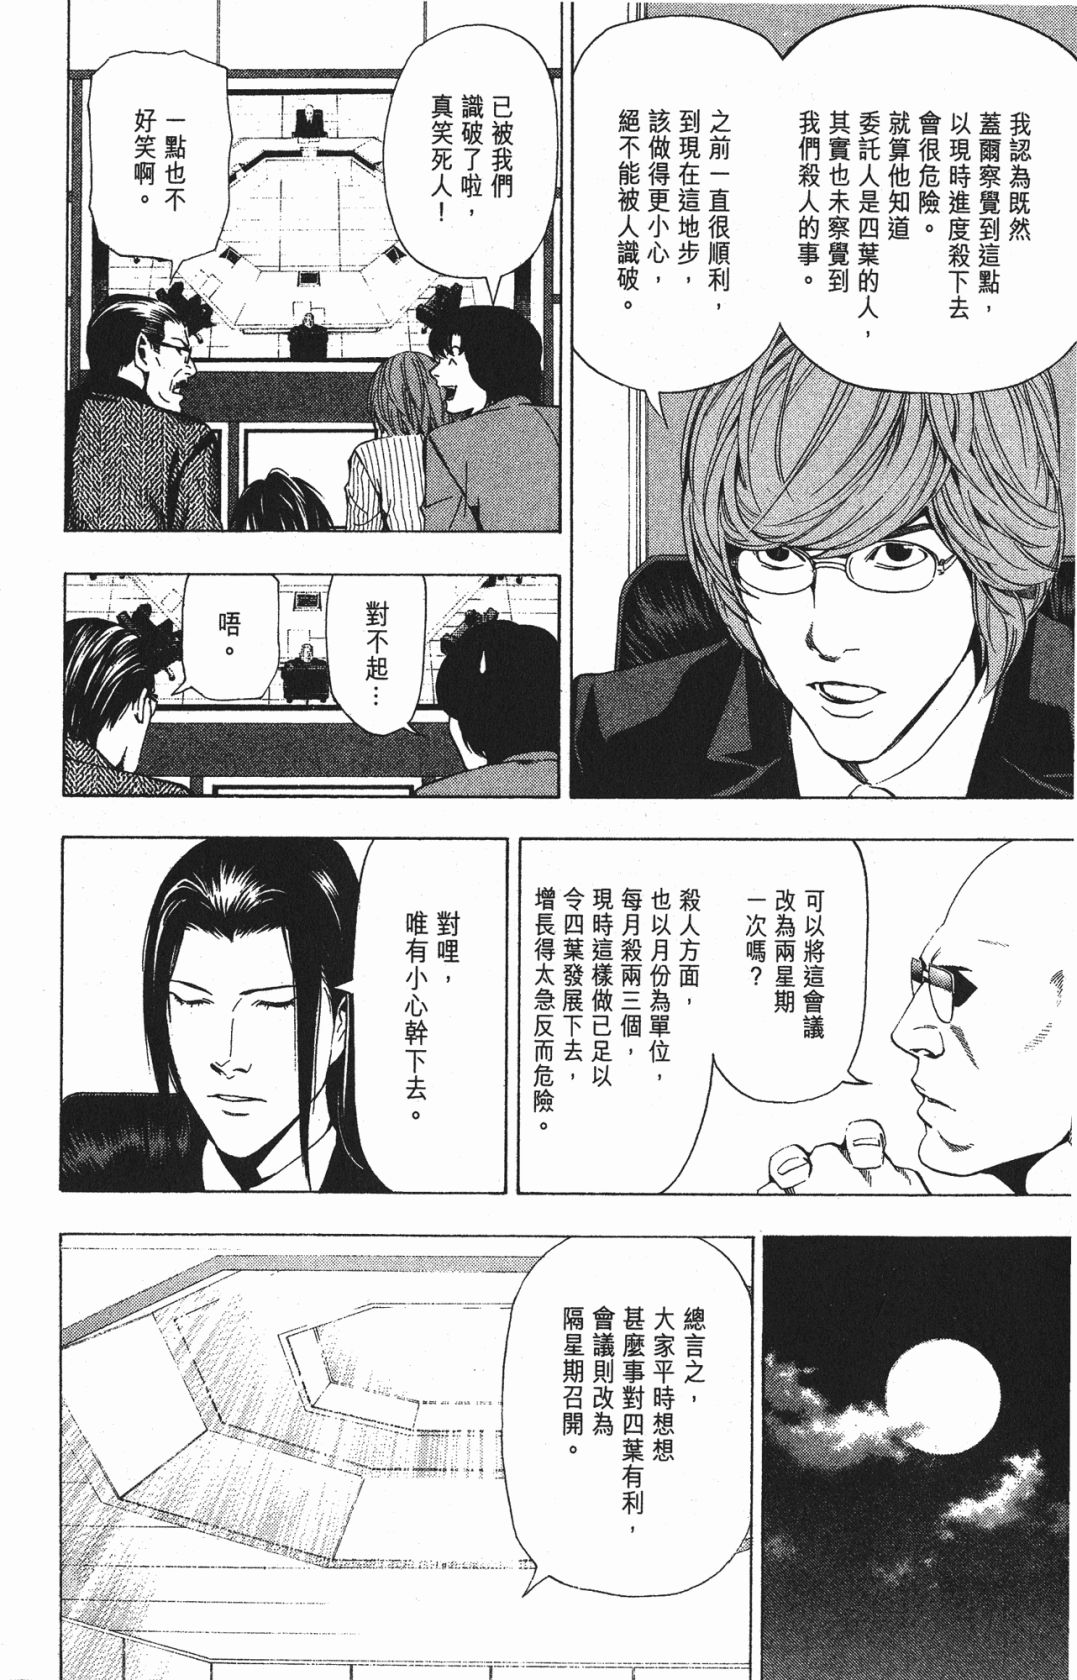 我認為既然
蓋爾察覺到這點，
以現時進度殺下去
會很危險。
就算他知道
委託人是四葉的人，
其實也未察覺到
我們殺人的事。
之前一直很順利，
到現在這地步，
該做得更小心，
絕不能被人識破。
已被我們
識破了啦，
真笑死人！
一點也不
好笑啊。
對不起…
唔。
可以將這會議
改為兩星期
一次嗎？
殺人方面，
也以月份為單位，
每月殺兩三個，
現時這樣做已足以
令四葉發展下去，
增長得太急反而危險。
對哩，
唯有小心幹下去。
總言之，
大家平時想想
甚麼事對四葉有利，
會議則改為
隔星期召開。